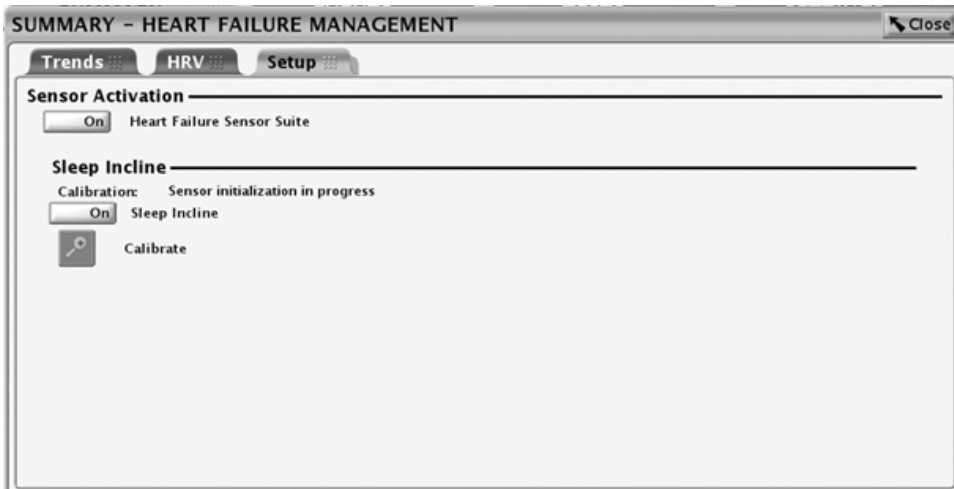 SUMMARY – HEART FAILURE MANAGEMENT
Close
Trends HRV Setup
Sensor Activation
On Heart Failure Sensor Suite
Sleep Incline
Calibration: Sensor initialization in progress
On Sleep Incline
Calibrate